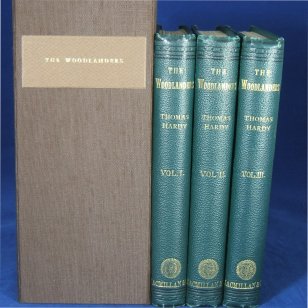 THE WOODLANDERS
THE
WOODLANDERS
THOMAS
HARDY
VOL. I.
MACMILLAN & CO
THE
WOODLANDERS
THOMAS
HARDY
VOL. II.
MACMILLAN & CO
THE
WOODLANDERS
THOMAS
HARDY
VOL. III.
MACMILLAN & CO